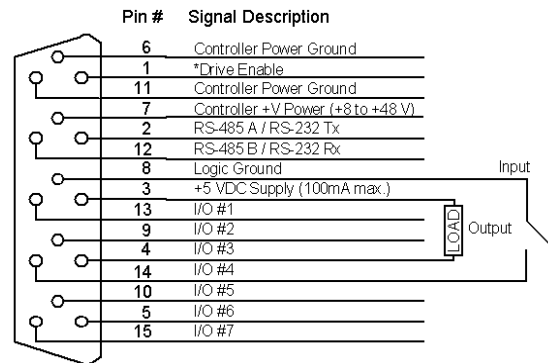 Pin # Signal Description
6 Controller Power Ground
1 *Drive Enable
11 Controller Power Ground
7 Controller +V Power (+8 to +48 V)
2 RS-485 A / RS-232 Tx
12 RS-485 B / RS-232 Rx
8 Logic Ground Input
3 +5 VDC Supply (100mA max.)
13 I/O #1
9 I/O #2 LOAD Output
4 I/O #3
14 I/O #4
10 I/O #5
5 I/O #6
15 I/O #7